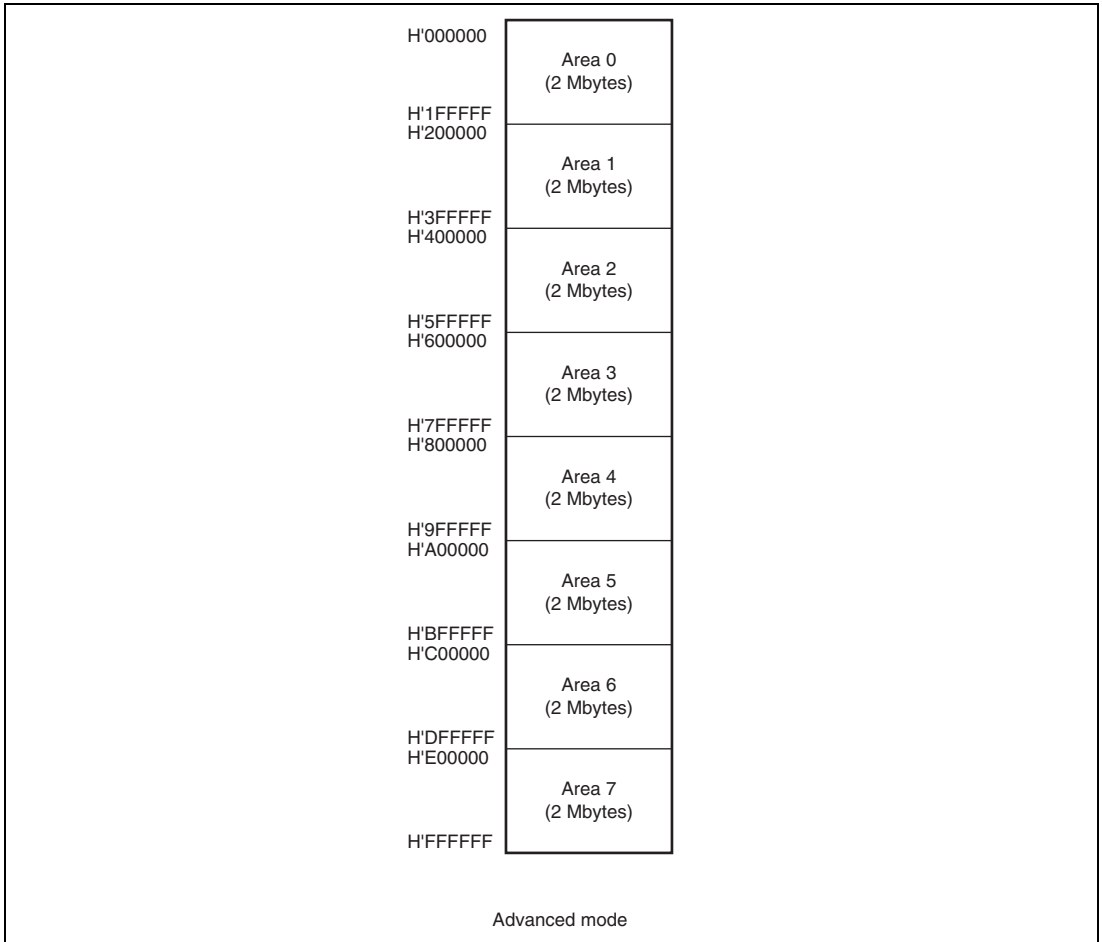 H'000000
Area 0
(2 Mbytes)
H'1FFFFF
H'200000
Area 1
(2 Mbytes)
H'3FFFFF
H'400000
Area 2
(2 Mbytes)
H'5FFFFF
H'600000
Area 3
(2 Mbytes)
H'7FFFFF
H'800000
Area 4
(2 Mbytes)
H'9FFFFF
H'A00000
Area 5
(2 Mbytes)
H'BFFFFF
H'C00000
Area 6
(2 Mbytes)
H'DFFFFF
H'E00000
Area 7
(2 Mbytes)
H'FFFFFF
Advanced mode